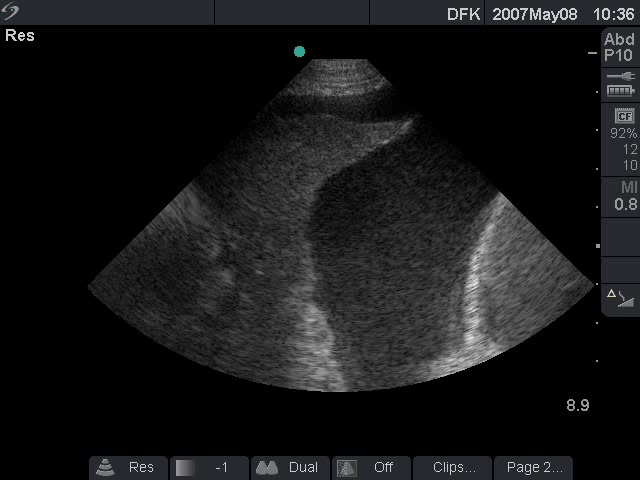 DFK 2007May08 10:36
Res
Abd
P10
CF
92%
12
10
MI
0.8
8.9
Res -1 Dual Off Clips... Page 2...